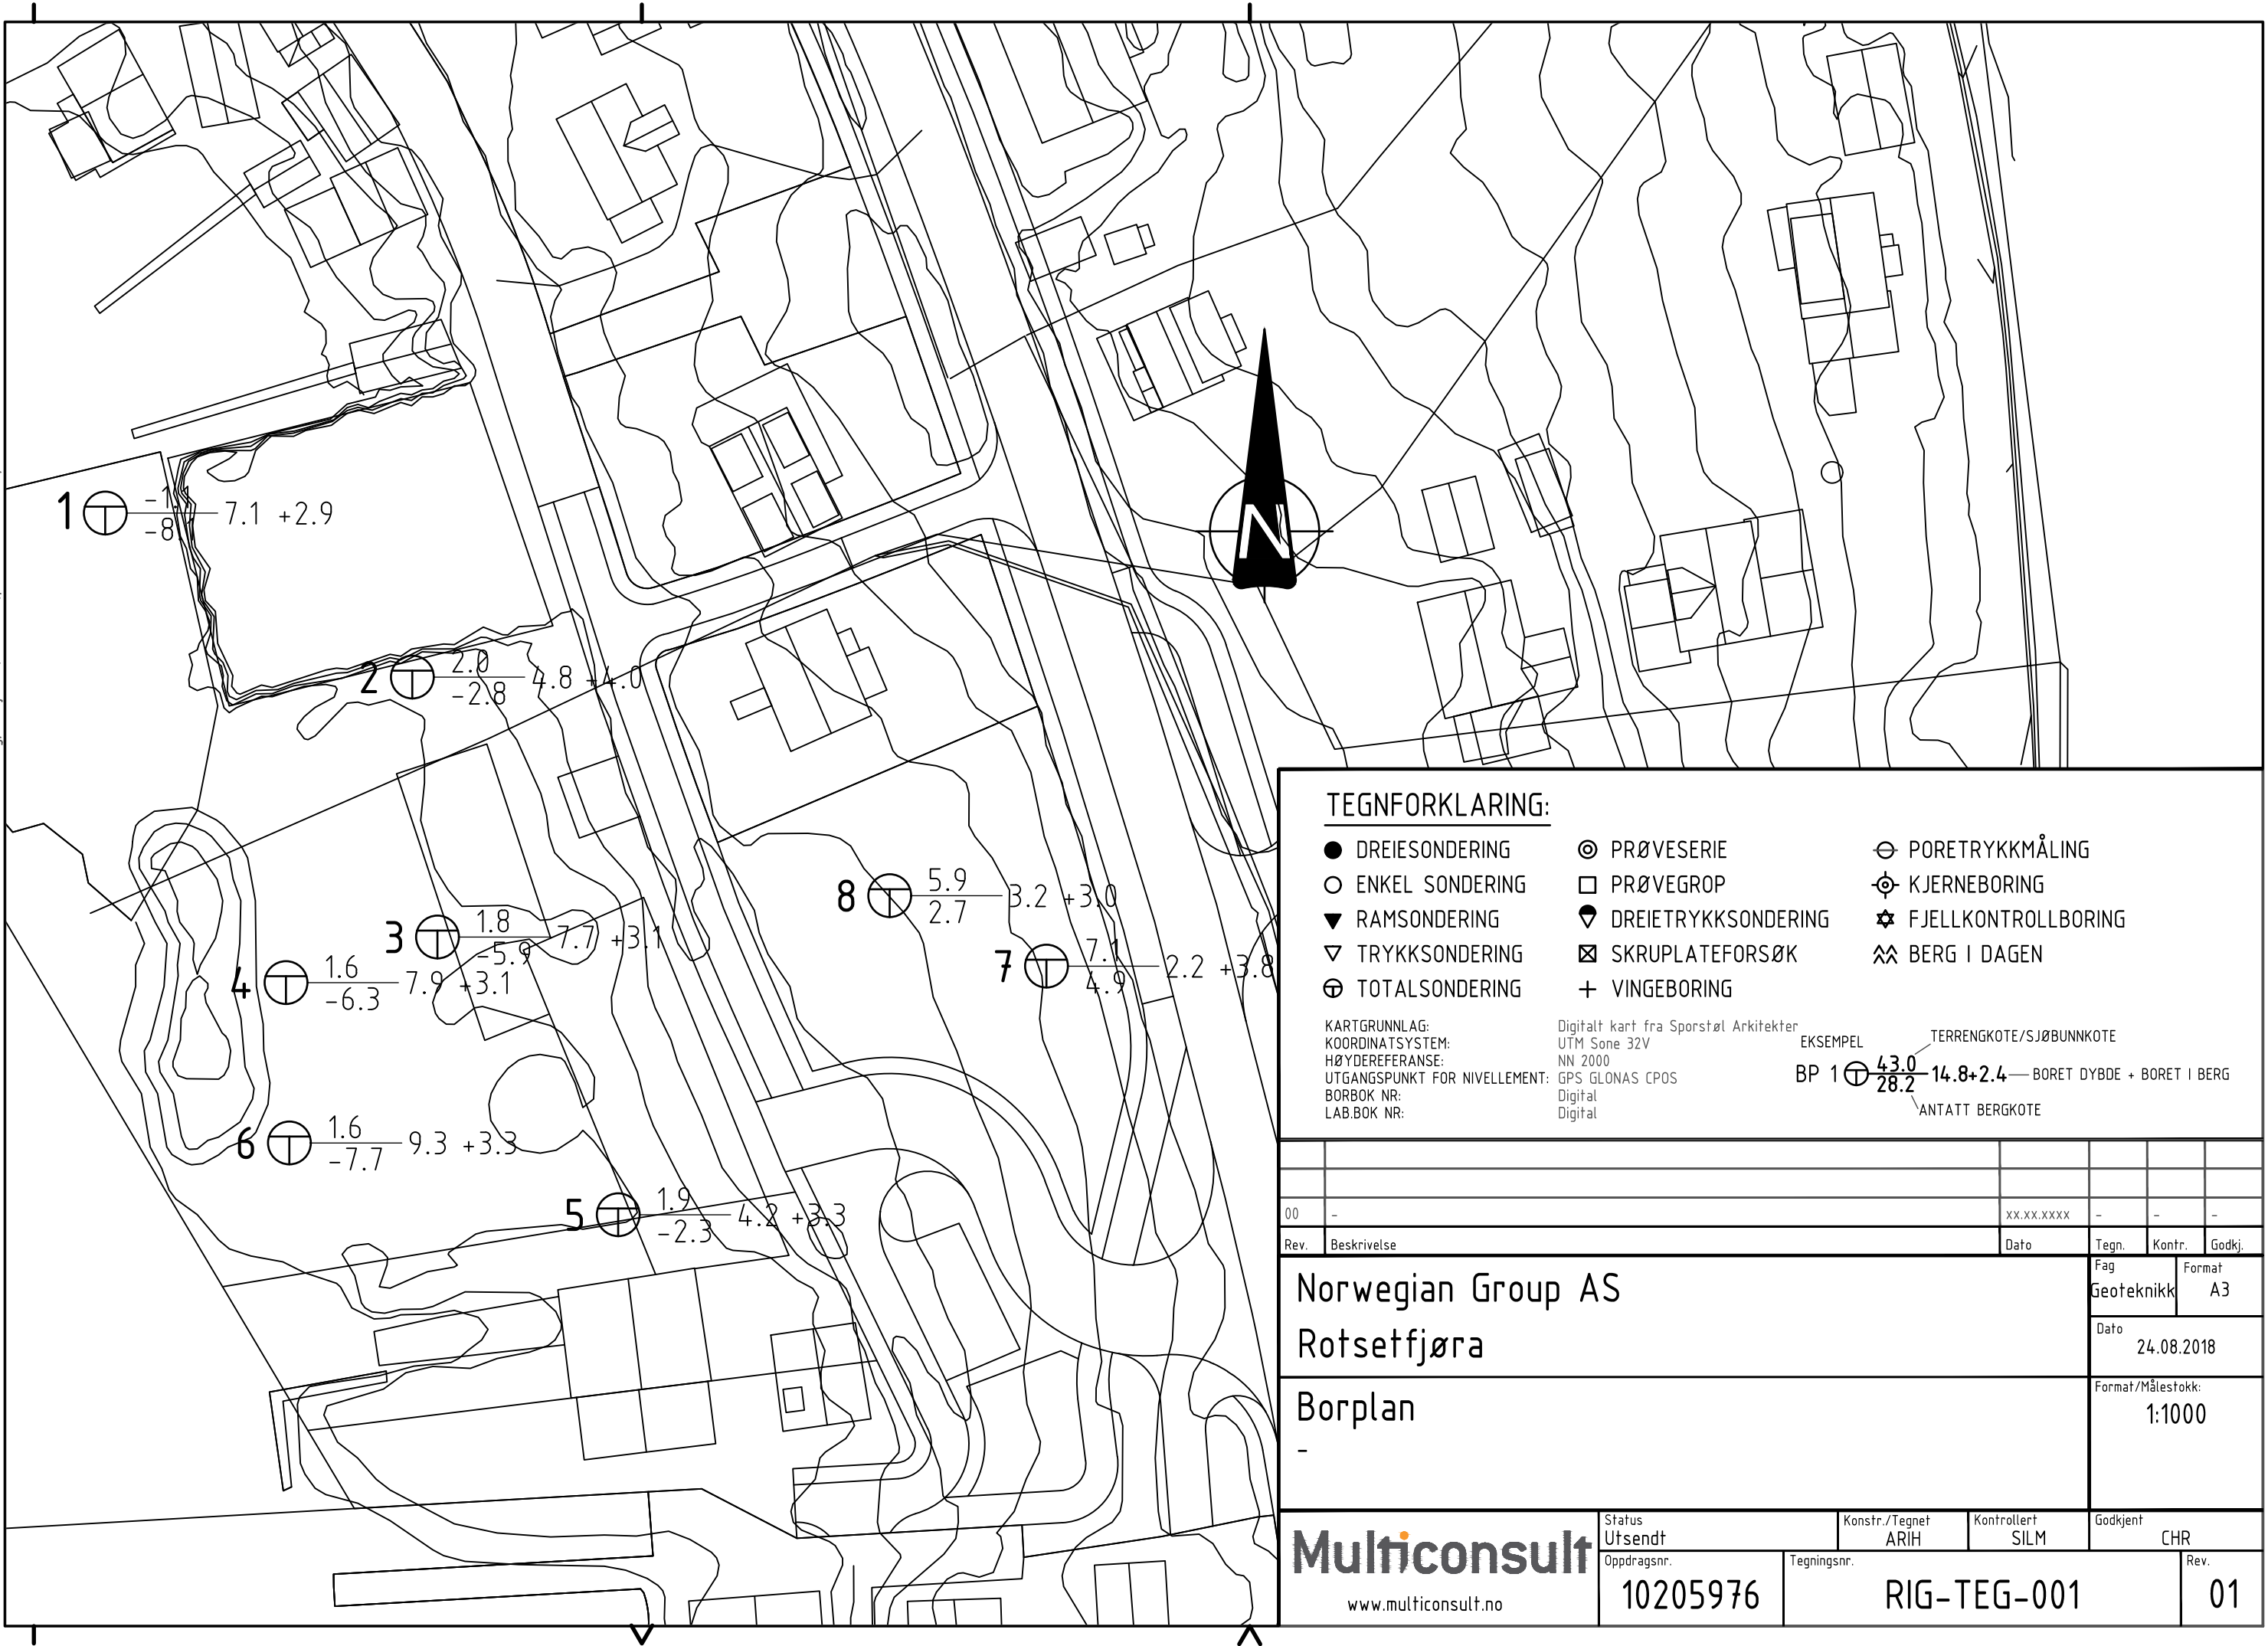 1 7.1 +2.9
2 2.0 -2.8 4.8 +4.0
8 5.9 2.7 3.2 +3.0
3 1.8 -5.9 7.7 +3.1
7 7.1 4.9 2.2 +3.8
4 1.6 -6.3 7.9 +3.1
6 1.6 -7.7 9.3 +3.3
5 1.9 -2.3 4.2 +3.3
N
TEGNFORKLARING:
DREIESONDERING PRØVESERIE PORETRYKKMÅLING
ENKEL SONDERING PRØVEGROP KJERNEBORING
RAMSONDERING DREIETRYKKSONDERING FJELLKONTROLLBORING
TRYKKSONDERING SKRUPLATEFORSØK BERG I DAGEN
TOTALSONDERING VINGEBORING
KARTGRUNNLAG: Digitalt kart fra Sporstøl Arkitekter
KOORDINATSYSTEM: UTM Sone 32V
HØYDEREFERANSE: NN 2000
UTGANGSPUNKT FOR NIVELLEMENT: GPS GLONAS CPOS
BORBOK NR: Digital
LAB.BOK NR: Digital
EKSEMPEL
TERRENGKOTE/SJØBUNNKOTE
BP 1 43.0 28.2 14.8+2.4 BORET DYBDE + BORET I BERG
ANTATT BERGKOTE
00 - xx.xx.xxxx - - -
Rev. Beskrivelse Dato Tegn. Kontr. Godkj.
Norwegian Group AS
Rotsetfjøra
Fag Format
Geoteknikk A3
Dato
24.08.2018
Borplan
-
Format/Målestokk:
1:1000
Multiconsult
www.multiconsult.no
Status Konstr./Tegnet Kontrollert Godkjent
Utsendt ARIH SILM CHR
Oppdragsnr. Tegningsnr. Rev.
10205976 RIG-TEG-001 01